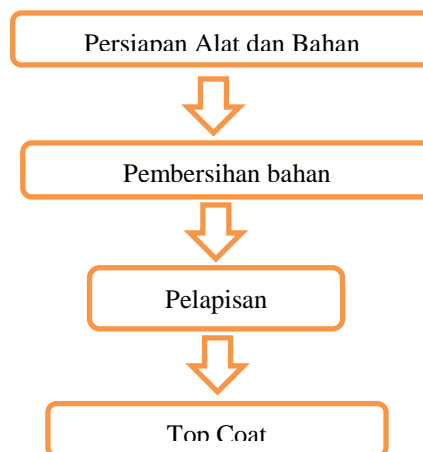 Persiapan Alat dan Bahan
Pembersihan bahan
Pelapisan
Top Coat